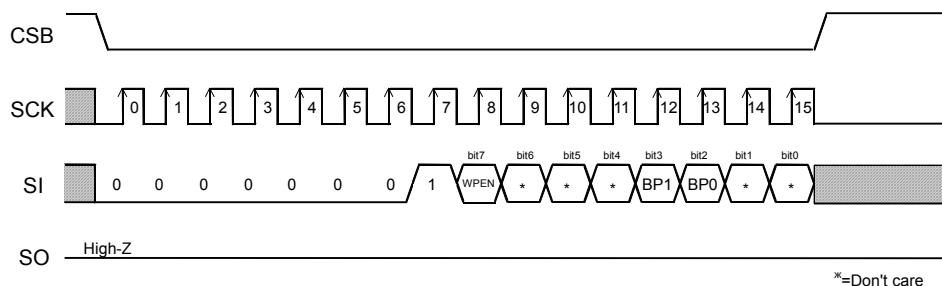 CSB
SCK 0 1 2 3 4 5 6 7 8 9 10 11 12 13 14 15
bit7 bit6 bit5 bit4 bit3 bit2 bit1 bit0
SI 0 0 0 0 0 0 0 1 WPEN * * * BP1 BP0 * *
High-Z
SO
*=Don't care